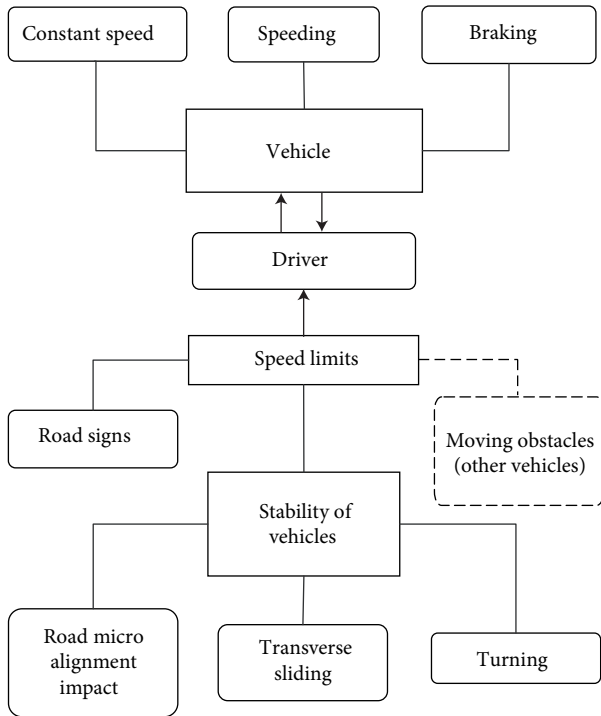 Constant speed
Speeding
Braking
Vehicle
Driver
Speed limits
Road signs
Moving obstacles
(other vehicles)
Stability of
vehicles
Road micro
alignment
impact
Transverse
sliding
Turning